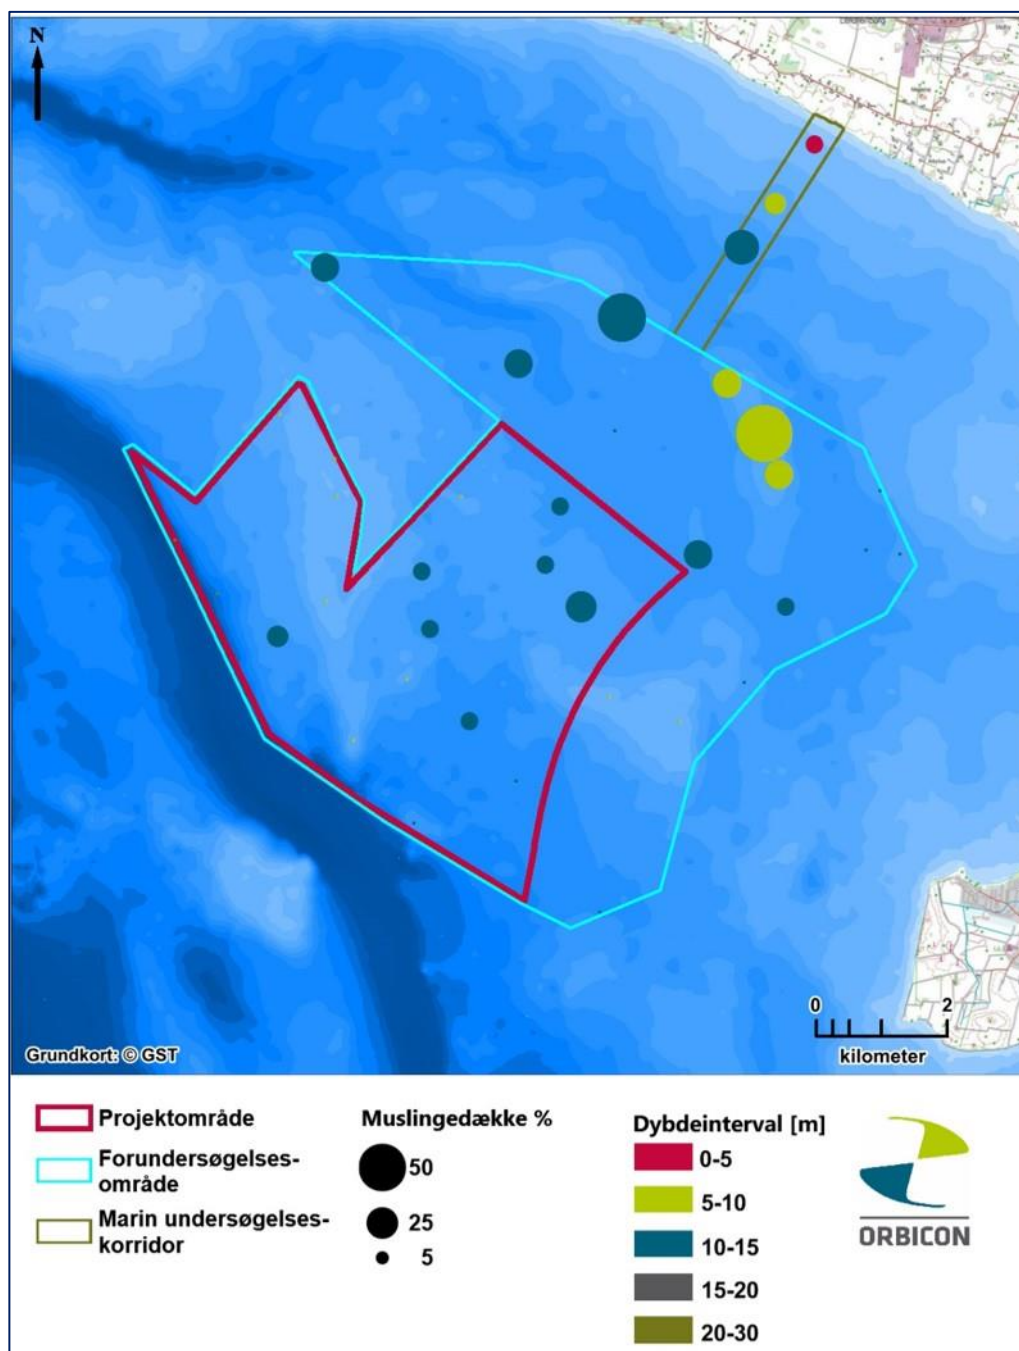 N
0
2
kilometer
Grundkort: © GST
Projektområde
Forundersøgelses-
område
Marin undersøgelses-
korridor
Muslingedække %
50
25
5
Dybdeinterval [m]
0-5
5-10
10-15
15-20
20-30
ORBICON